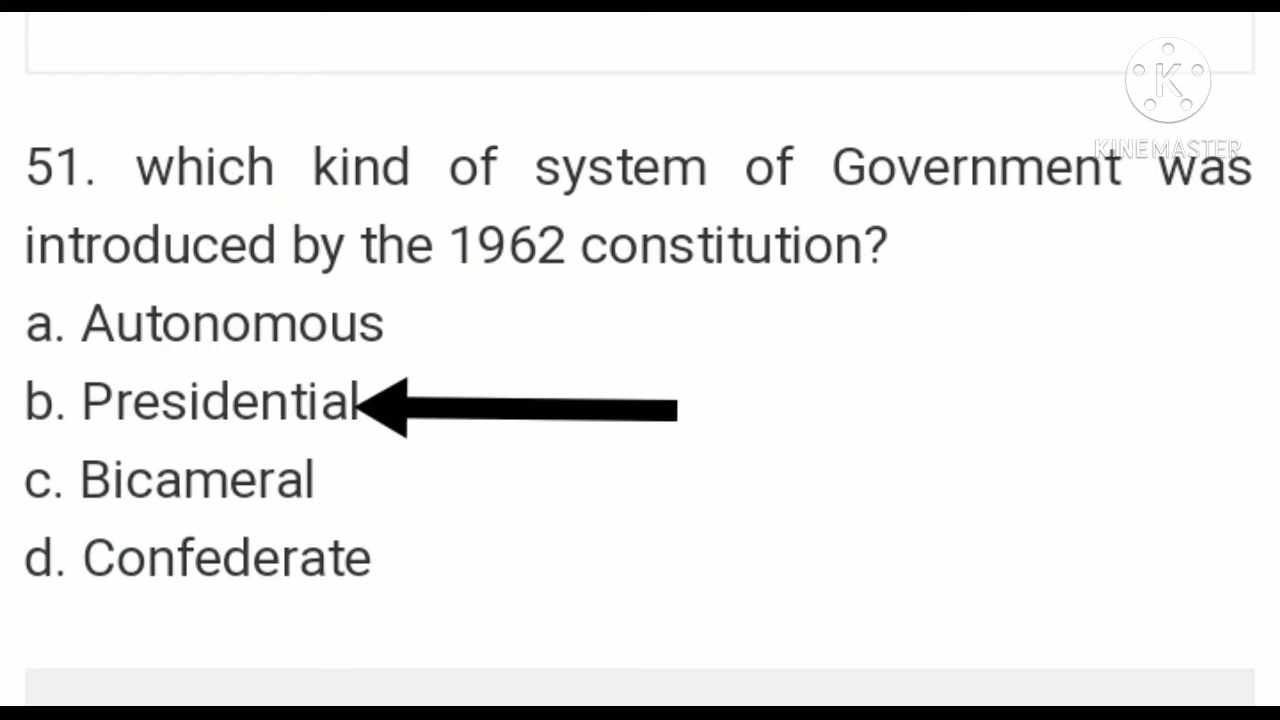 K
KINEMASTER
51. which kind of system of Government was
introduced by the 1962 constitution?
a. Autonomous
b. Presidential
c. Bicameral
d. Confederate